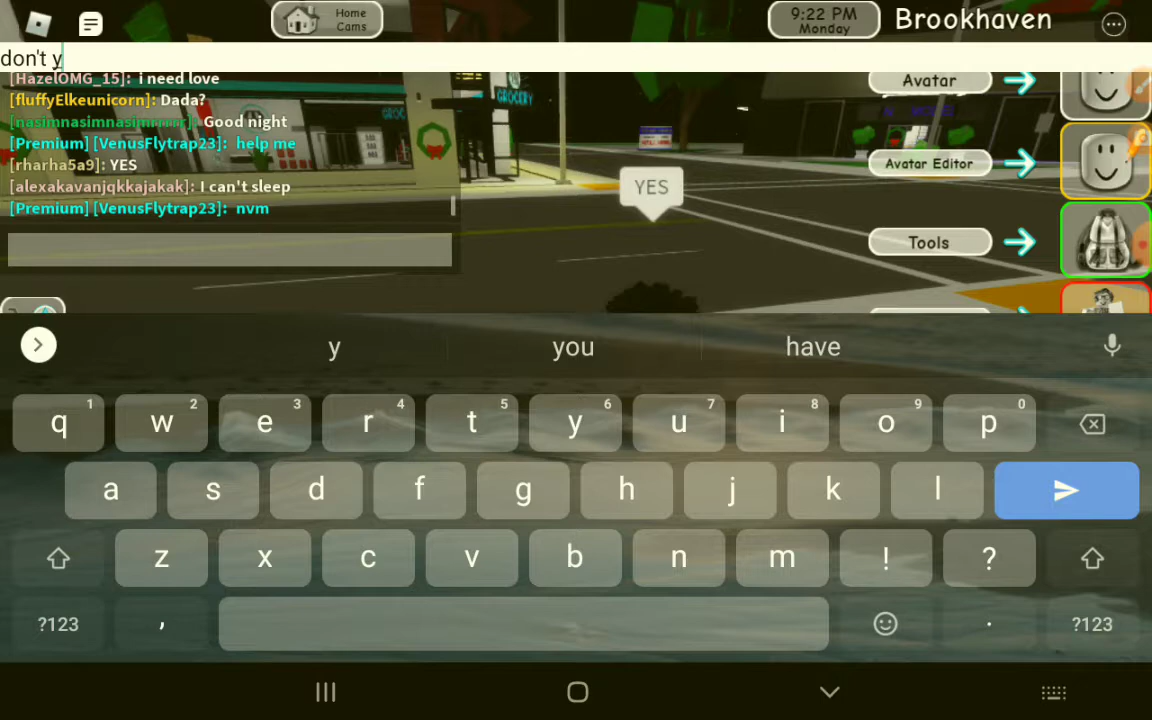 Home
Cams
9:22 PM
Monday
Brookhaven
don't y
[HazelOMG_15]: i need love
[fluffyElkeunicorn]: Dada?
Good night
[Premium] [VenusFlytrap23]: help me
[rharha5a9]: YES
[alexakavanjqkkajakak]: I can't sleep
[Premium] [VenusFlytrap23]: nvm
GROCERY
YES
Avatar
Avatar Editor
Tools
y you have
q 1 w 2 e 3 r 4 t 5 y 6 u 7 i 8 o 9 p 0
a s d f g h j k l
z x c v b n m ! ?
?123 , . ?123